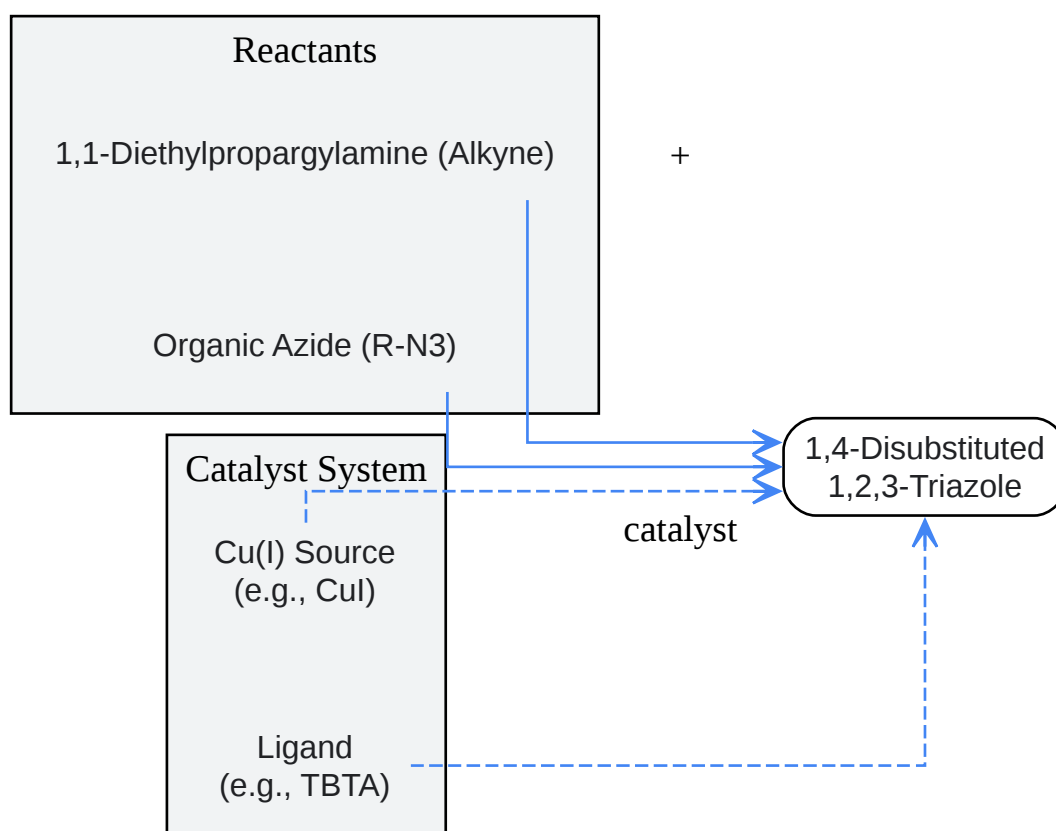 Reactants
1,1-Diethylpropargylamine (Alkyne)
+
Organic Azide (R-N3)
Catalyst System
1,4-Disubstituted
1,2,3-Triazole
catalyst
Cu(I) Source
(e.g., CuI)
Ligand
(e.g., TBTA)